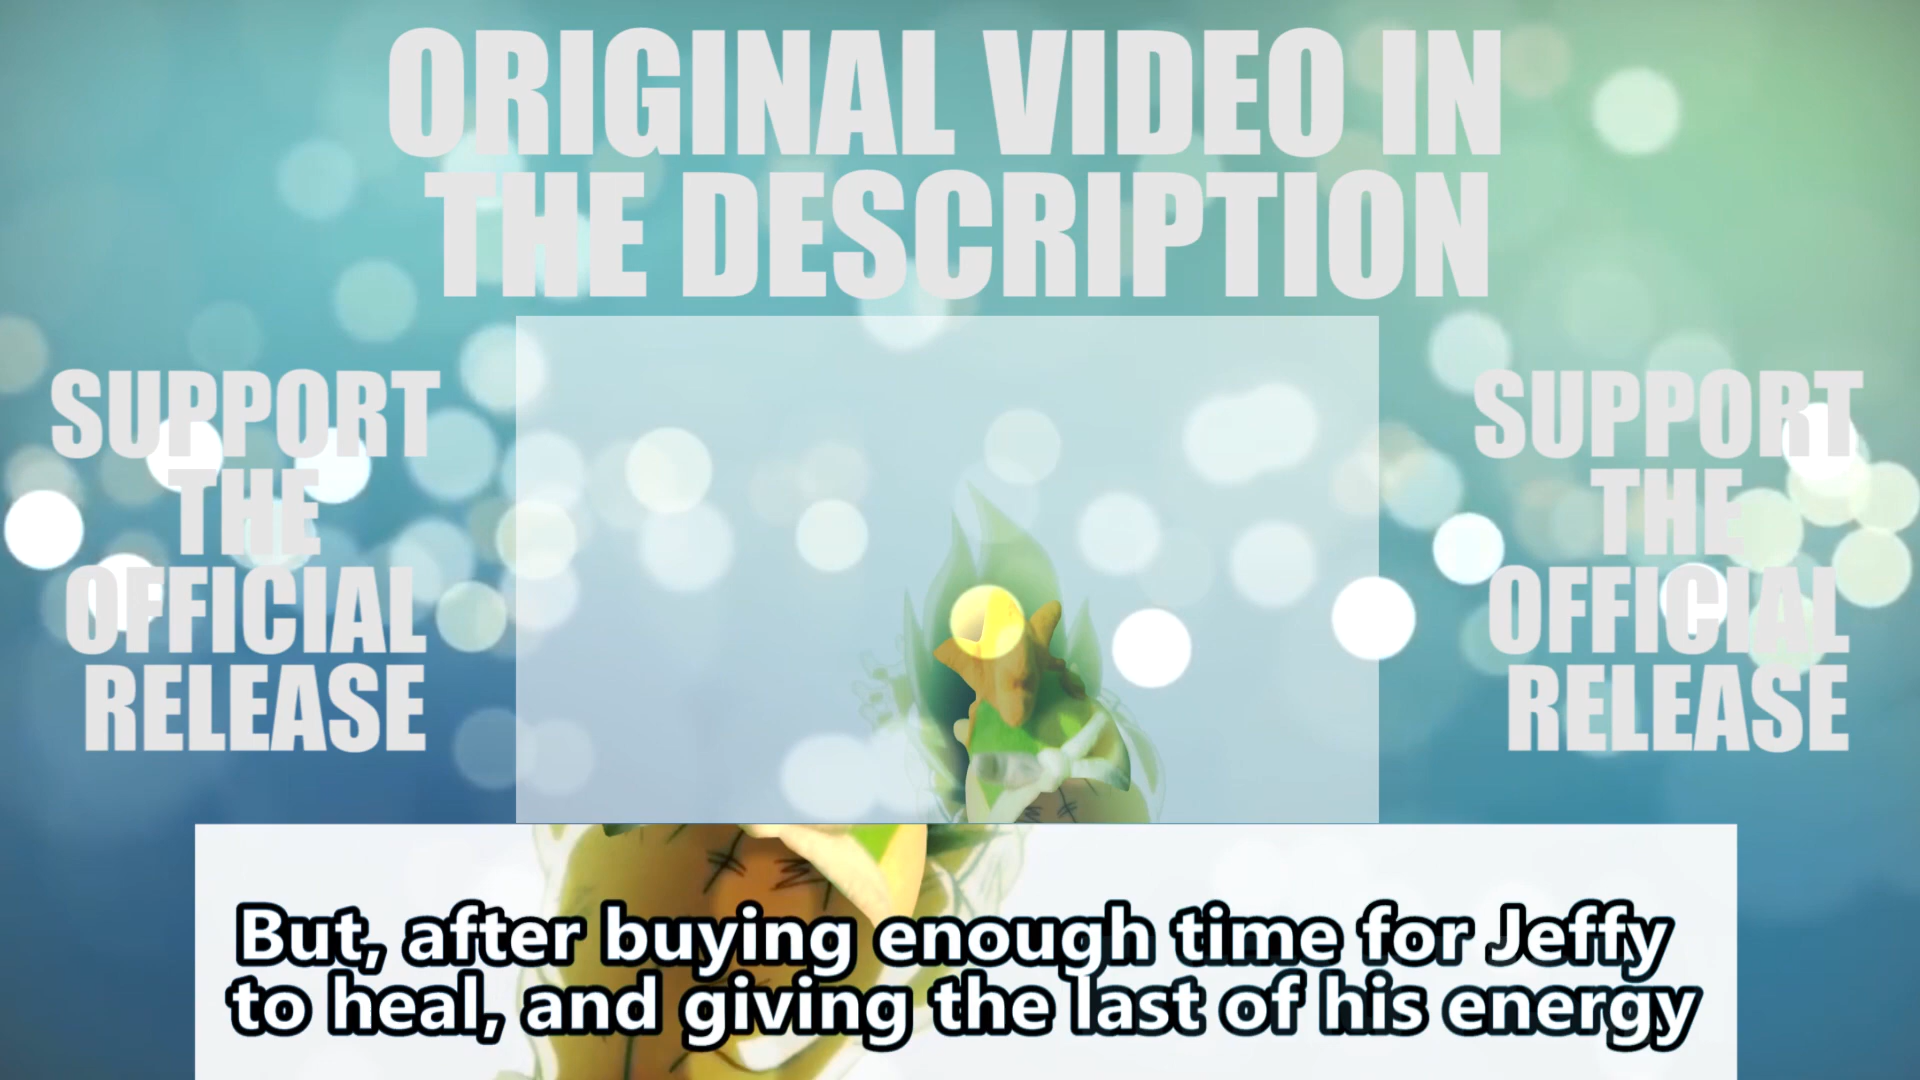 ORIGINAL VIDEO IN
THE DESCRIPTION
SUPPORT
THE
OFFICIAL
RELEASE
SUPPORT
THE
OFFICIAL
RELEASE
But, after buying enough time for Jeffy
to heal, and giving the last of his energy